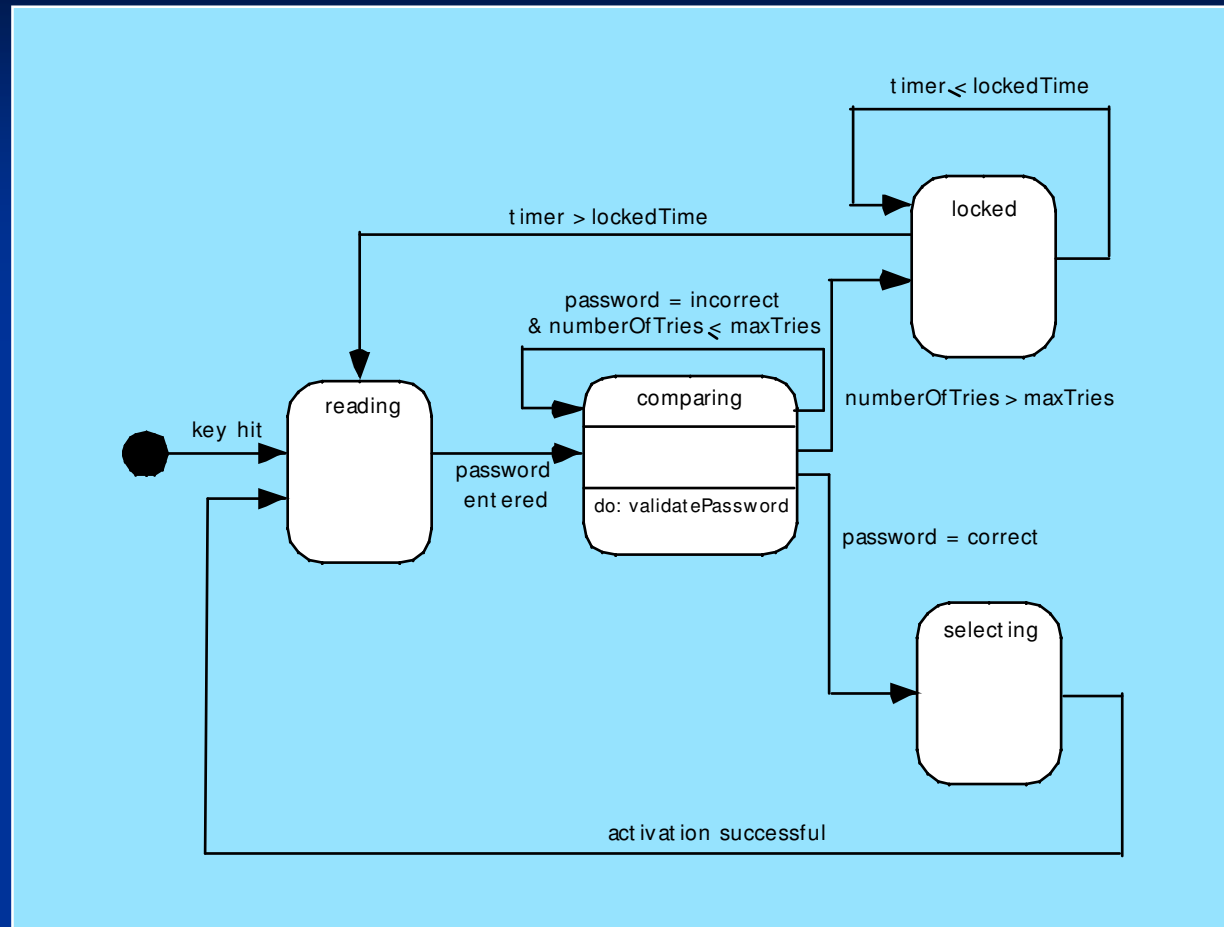 timer ≤ lockedTime
locked
timer > lockedTime
password = incorrect
& numberOfTries ≤ maxTries
comparing
numberOfTries > maxTries
reading
key hit
password
entered
do: validatePassword
password = correct
selecting
activation successful